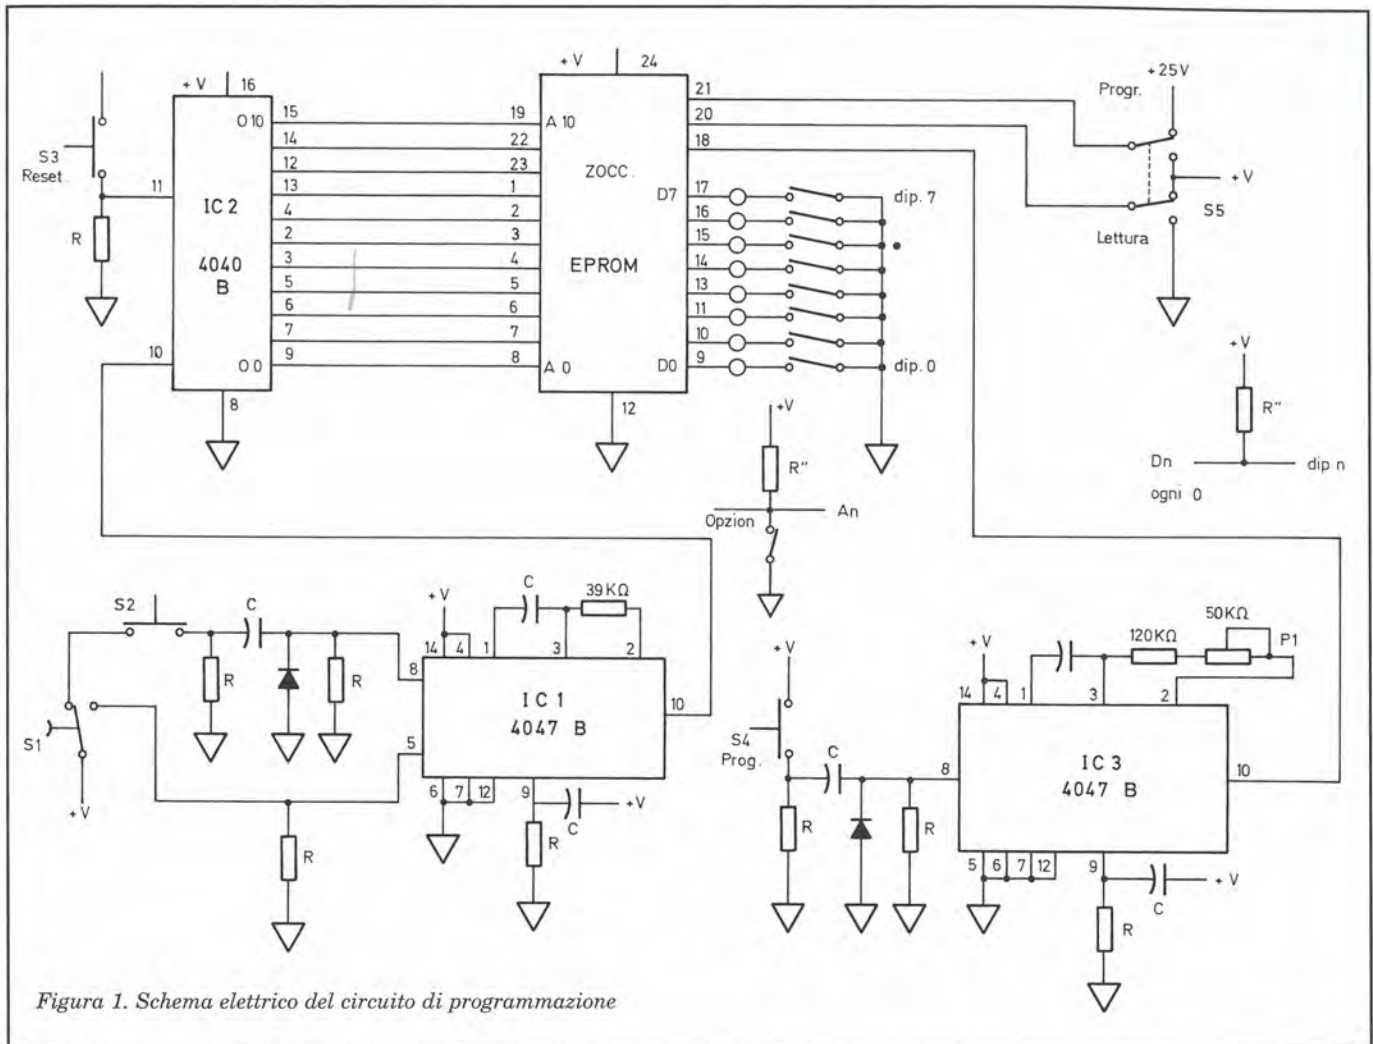 +V 16
S3
Reset
R
11
IC 2
4040
B
O 10
O 0
10
8
15
14
12
13
4
2
3
5
6
7
9
+V 24
19
22
23
1
2
3
4
5
6
7
8
A 10
A 0
ZOCC.
EPROM
D7
D0
12
21
20
18
17
16
15
14
13
11
10
9
dip. 7
dip. 0
Progr.
+25V
+V
S5
Lettura
+V
R"
Dn
dip n
ogni 0
+V
R"
Opzion
An
S2
C
R
R
S1
+V
+V
C
39KΩ
14
4
1
3
2
8
5
IC 1
4047 B
10
6
7
12
9
C
+V
R
R
+V
S4
Prog.
C
R
R
+V
120KΩ
50KΩ
P1
14
4
1
3
2
8
IC 3
4047 B
10
5
6
7
12
9
C
+V
R
Figura 1. Schema elettrico del circuito di programmazione